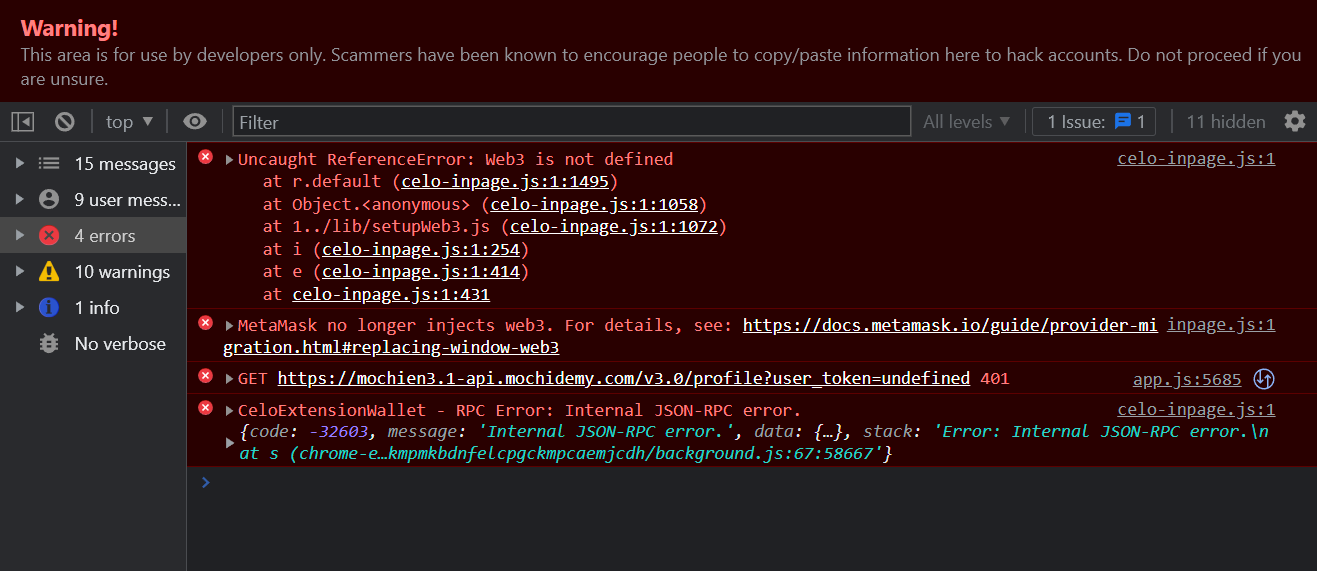 Warning!
This area is for use by developers only. Scammers have been known to encourage people to copy/paste information here to hack accounts. Do not proceed if you
are unsure.
top ▼ Filter All levels ▼ 1 Issue: 1 11 hidden
15 messages
9 user mess...
4 errors
10 warnings
1 info
No verbose
Uncaught ReferenceError: Web3 is not defined celo-inpage.js:1
at r.default (celo-inpage.js:1:1495)
at Object.<anonymous> (celo-inpage.js:1:1058)
at 1../lib/setupWeb3.js (celo-inpage.js:1:1072)
at i (celo-inpage.js:1:254)
at e (celo-inpage.js:1:414)
at celo-inpage.js:1:431
MetaMask no longer injects web3. For details, see: https://docs.metamask.io/guide/provider-mi inpage.js:1
gration.html#replacing-window-web3
GET https://mochien3.1-api.mochidemy.com/v3.0/profile?user_token=undefined 401 app.js:5685
CeloExtensionWallet - RPC Error: Internal JSON-RPC error. celo-inpage.js:1
{code: -32603, message: 'Internal JSON-RPC error.', data: {…}, stack: 'Error: Internal JSON-RPC error.\n
at s (chrome-e…kmpmkbdnfelcpgckmpcaemjcdh/background.js:67:58667'}